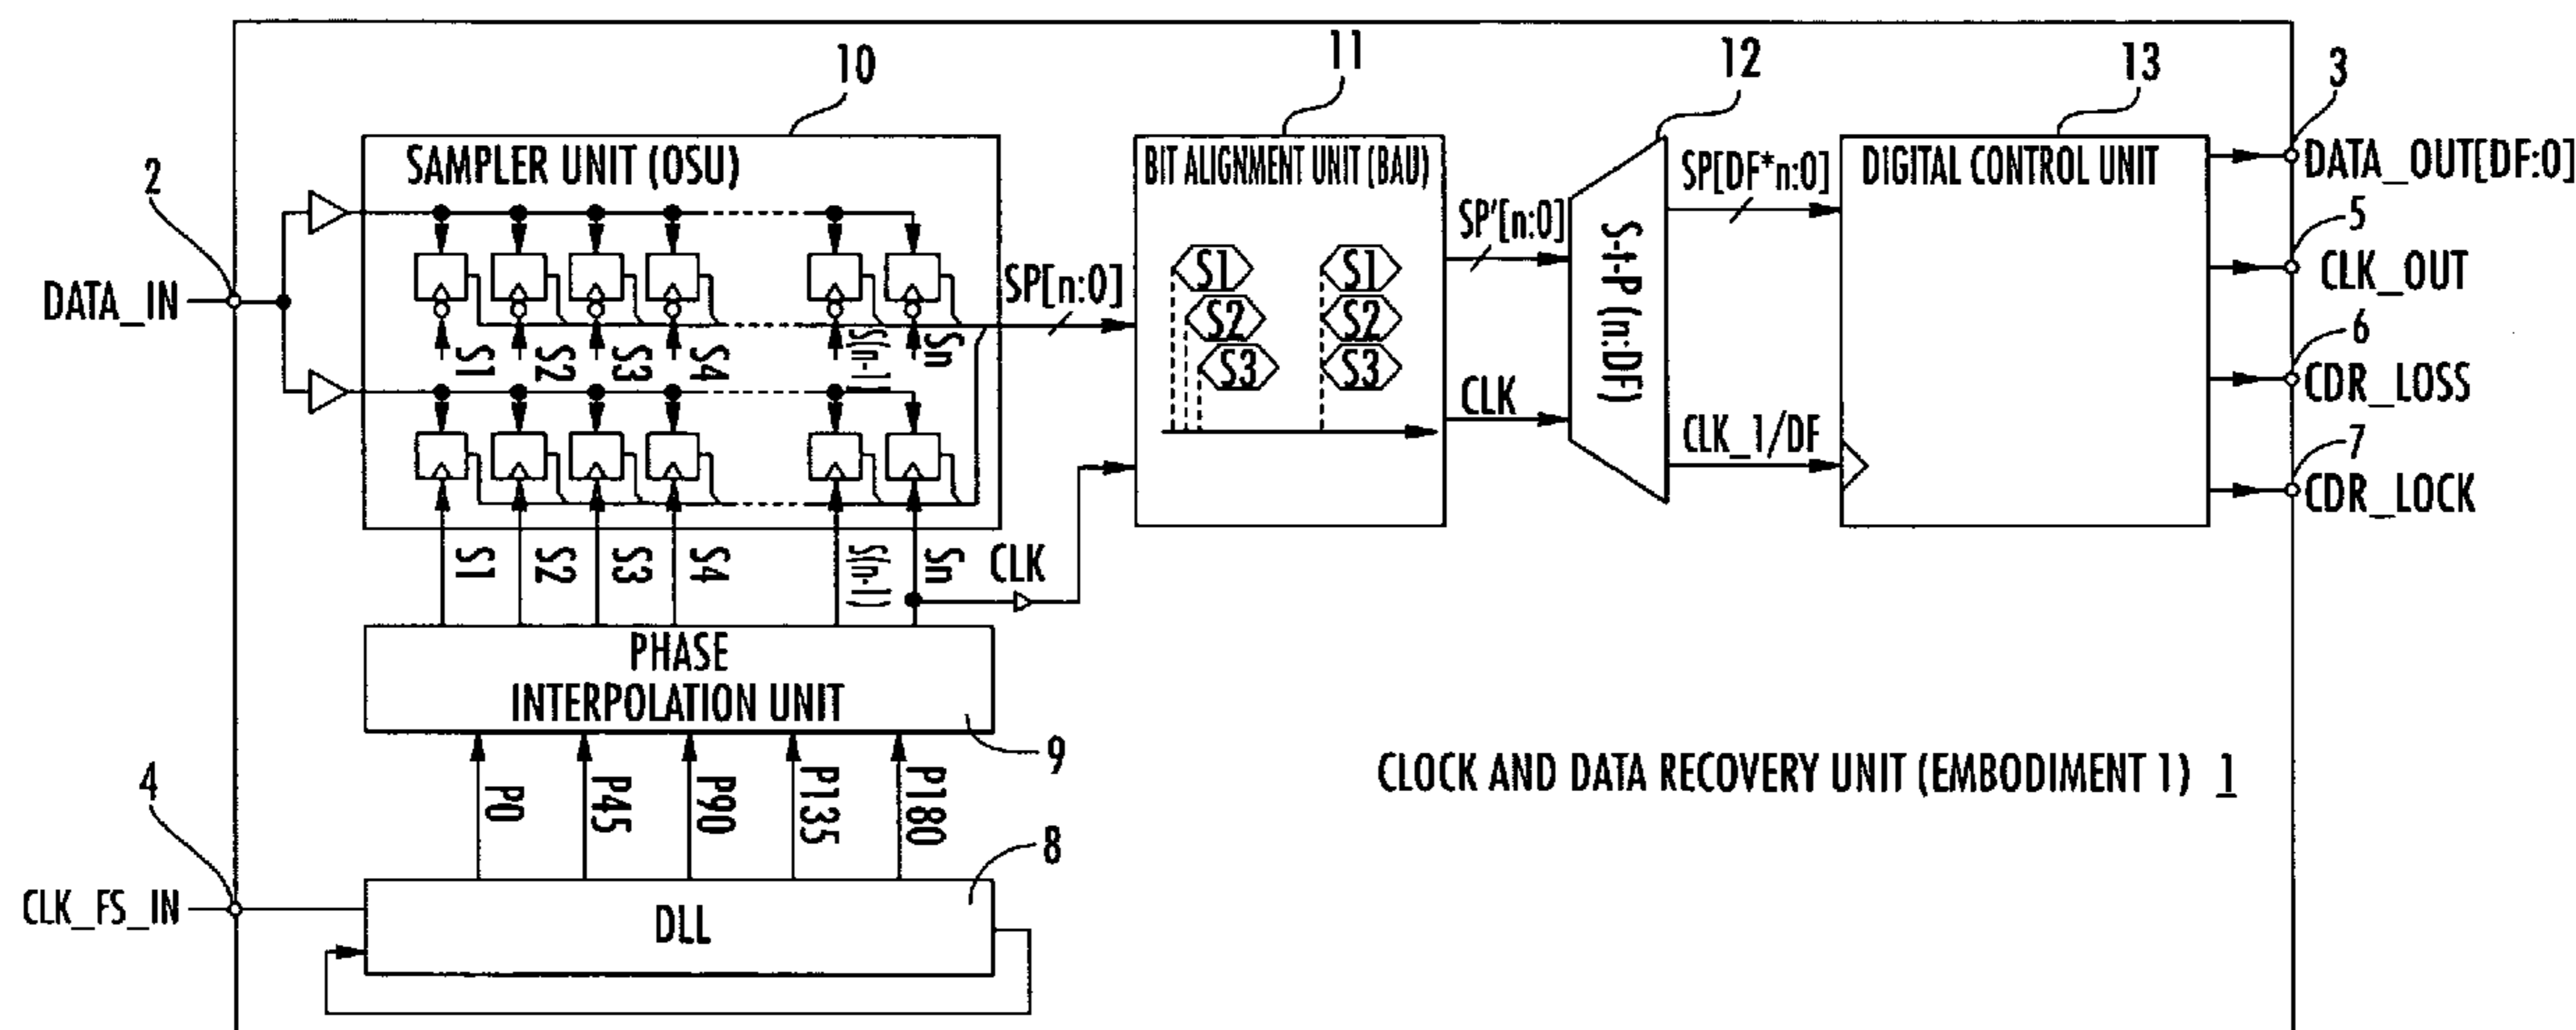 10
11
12
13
3
SAMPLER UNIT (OSU)
BIT ALIGNMENT UNIT (BAU)
SP[DF*n:0]
DIGITAL CONTROL UNIT
DATA_OUT[DF:0]
2
SP'[n:0]
5
S-t-P (n:DF)
CLK_OUT
DATA_IN
SP[n:0]
S1
S1
S2
S2
S3
S3
6
CDR_LOSS
S1
S2
S3
S4
S(n-1)
Sn
CLK
CLK_1/DF
7
CDR_LOCK
S1
S2
S3
S4
S(n-1)
Sn
CLK
PHASE
INTERPOLATION UNIT
9
CLOCK AND DATA RECOVERY UNIT (EMBODIMENT 1) 1
P0
P45
P90
P135
P180
4
8
CLK_FS_IN
DLL